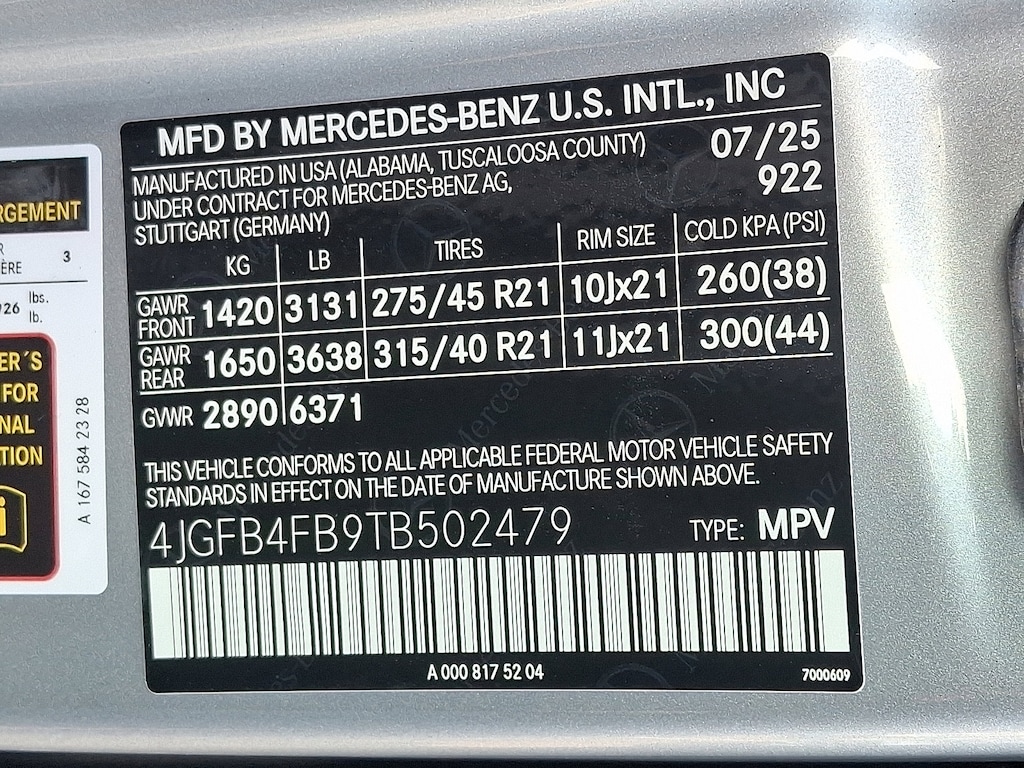 MFD BY MERCEDES-BENZ U.S. INTL., INC
MANUFACTURED IN USA (ALABAMA, TUSCALOOSA COUNTY) 07/25
UNDER CONTRACT FOR MERCEDES-BENZ AG, 922
STUTTGART (GERMANY)
KG LB TIRES RIM SIZE COLD KPA (PSI)
GAWR FRONT 1420 3131 275/45 R21 10Jx21 260(38)
GAWR REAR 1650 3638 315/40 R21 11Jx21 300(44)
GVWR 2890 6371
THIS VEHICLE CONFORMS TO ALL APPLICABLE FEDERAL MOTOR VEHICLE SAFETY
STANDARDS IN EFFECT ON THE DATE OF MANUFACTURE SHOWN ABOVE.
4JGFB4FB9TB502479 TYPE: MPV
A 000 817 52 04 7000609
RGEMENT
R
ÈRE 3
926 lbs.
lb.
ER´S
FOR
NAL
TION
i
A 167 584 23 28